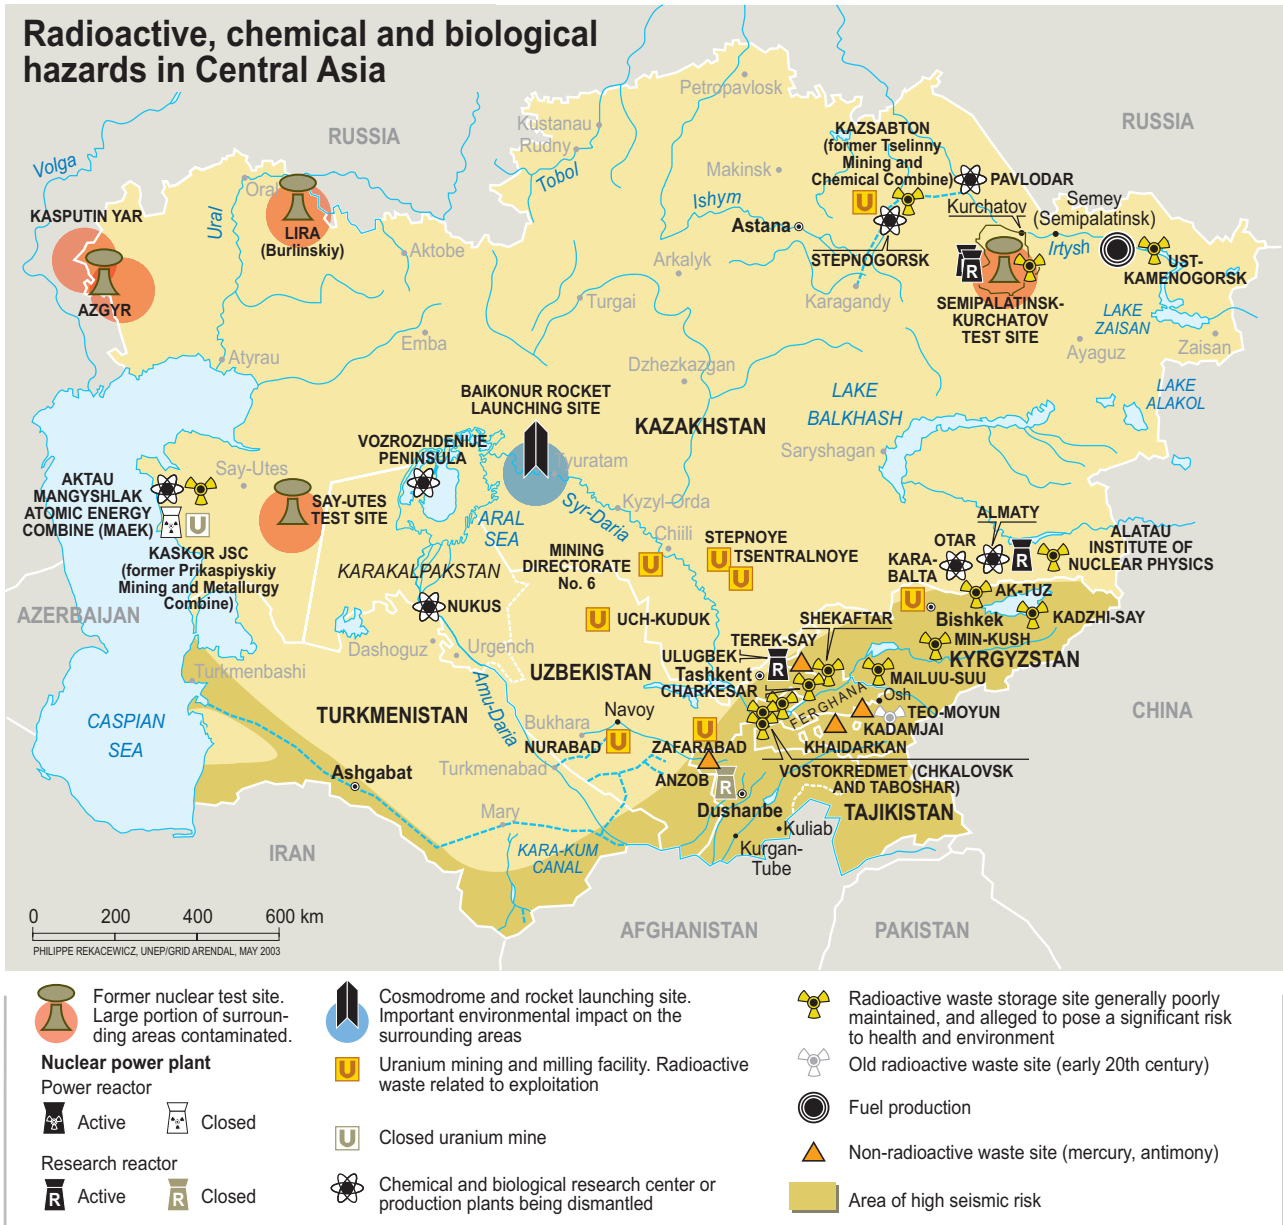 Radioactive, chemical and biological
hazards in Central Asia
RUSSIA
RUSSIA
Volga
Petropavlosk
Kustanau
Rudny
Tobol
Makinsk
Ishym
KAZSABTON
(former Tselinny
Mining and
Chemical Combine)
PAVLODAR
Semey
(Semipalatinsk)
Kurchatov
Irtysh
Astana
STEPNOGORSK
UST-
KAMENOGORSK
KASPUTIN YAR
Oral
Ural
LIRA
(Burlinskiy)
Aktobe
AZGYR
Arkalyk
Turgai
Karagandy
SEMIPALATINSK-
KURCHATOV
TEST SITE
LAKE
ZAISAN
Ayaguz
Zaisan
Atyrau
Emba
Dzhezkazgan
LAKE
BALKHASH
LAKE
ALAKOL
BAIKONUR ROCKET
LAUNCHING SITE
KAZAKHSTAN
VOZROZHDENIJE
PENINSULA
Tyuratam
Saryshagan
Say-Utes
AKTAU
MANGYSHLAK
ATOMIC ENERGY
COMBINE (MAEK)
SAY-UTES
TEST SITE
Syr-Daria
Kyzyl-Orda
ARAL
SEA
Chiili
STEPNOYE
TSENTRALNOYE
MINING
DIRECTORATE
No. 6
ALMATY
OTAR
ALATAU
INSTITUTE OF
NUCLEAR PHYSICS
KARA-
BALTA
KASKOR JSC
(former Prikaspiyskiy
Mining and Metallurgy
Combine)
KARAKALPAKSTAN
NUKUS
UCH-KUDUK
AK-TUZ
KADZHI-SAY
Bishkek
SHEKAFTAR
TEREK-SAY
MIN-KUSH
KYRGYZSTAN
AZERBAIJAN
Dashoguz
Urgench
ULUGBEK
Tashkent
CHARKESAR
UZBEKISTAN
MAILUU-SUU
Turkmenbashi
Amu-Daria
FERGHANA
Osh
TEO-MOYUN
KADAMJAI
KHAIDARKAN
CHINA
CASPIAN
SEA
TURKMENISTAN
Bukhara
Navoy
NURABAD
ZAFARABAD
Turkmenabad
ANZOB
VOSTOKREDMET (CHKALOVSK
AND TABOSHAR)
Ashgabat
Dushanbe
TAJIKISTAN
Mary
Kuliab
Kurgan-
Tube
KARA-KUM
CANAL
IRAN
AFGHANISTAN
PAKISTAN
0 200 400 600 km
PHILIPPE REKACEWICZ, UNEP/GRID ARENDAL, MAY 2003
U
U
U
U
U
U
U
U
U
R
R
R
R
Former nuclear test site.
Large portion of surroun-
ding areas contaminated.
Nuclear power plant
Power reactor
Active
Closed
Research reactor
R Active
R Closed
Cosmodrome and rocket launching site.
Important environmental impact on the
surrounding areas
U Uranium mining and milling facility. Radioactive
waste related to exploitation
U Closed uranium mine
Chemical and biological research center or
production plants being dismantled
Radioactive waste storage site generally poorly
maintained, and alleged to pose a significant risk
to health and environment
Old radioactive waste site (early 20th century)
Fuel production
Non-radioactive waste site (mercury, antimony)
Area of high seismic risk